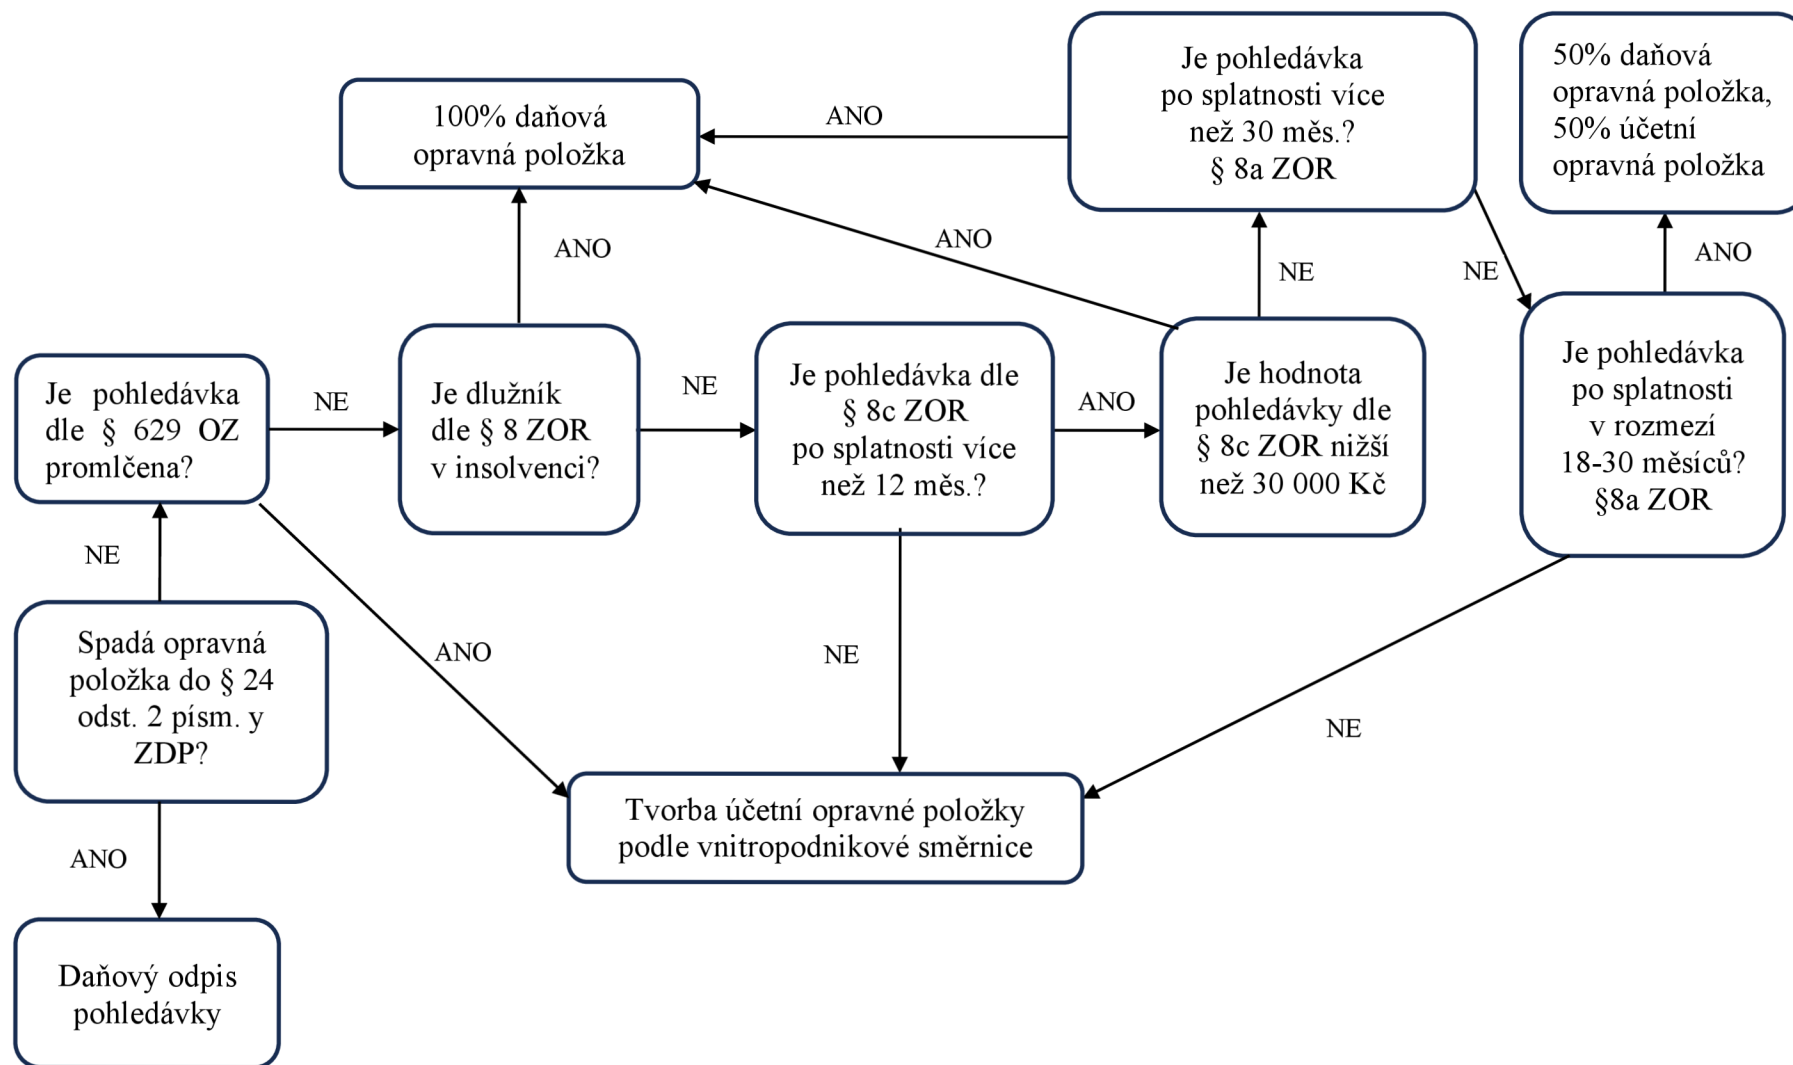 Je pohledávka
po splatnosti více
než 30 měs.?
§ 8a ZOR
50% daňová
opravná položka,
50% účetní
opravná položka
100% daňová
opravná položka
ANO
ANO
ANO
NE
NE
ANO
Je pohledávka
dle § 629 OZ
promlčena?
NE
Je dlužník
dle § 8 ZOR
v insolvenci?
NE
Je pohledávka dle
§ 8c ZOR
po splatnosti více
než 12 měs.?
ANO
Je hodnota
pohledávky dle
§ 8c ZOR nižší
než 30 000 Kč
Je pohledávka
po splatnosti
v rozmezí
18-30 měsíců?
§8a ZOR
NE
ANO
NE
NE
Spadá opravná
položka do § 24
odst. 2 písm. y
ZDP?
Tvorba účetní opravné položky
podle vnitropodnikové směrnice
ANO
Daňový odpis
pohledávky